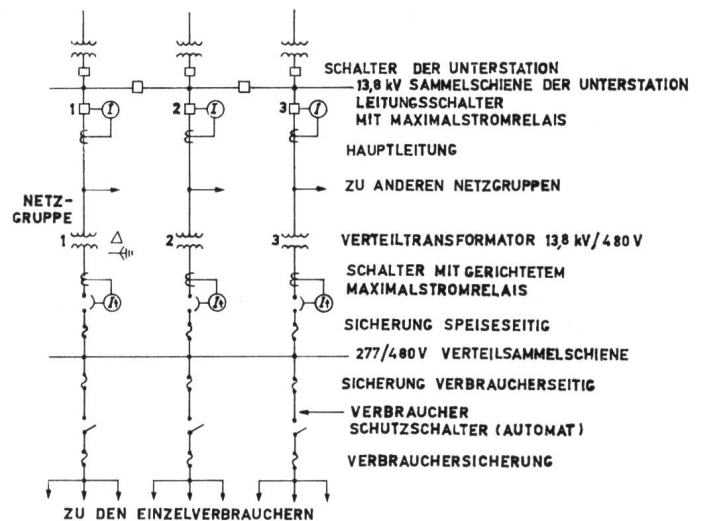 SCHALTER DER UNTERSTATION
13,8 kV SAMMELSCHIENE DER UNTERSTATION
1 I 2 I 3 I
LEITUNGSSCHALTER
MIT MAXIMALSTROMRELAIS
HAUPTLEITUNG
ZU ANDEREN NETZGRUPPEN
NETZ-
GRUPPE
1 Δ 2 3 VERTEILTRANSFORMATOR 13,8 kV/480 V
SCHALTER MIT GERICHTETEM
MAXIMALSTROMRELAIS
I I I
SICHERUNG SPEISESEITIG
277/480V VERTEILSAMMELSCHIENE
SICHERUNG VERBRAUCHERSEITIG
VERBRAUCHER
SCHUTZSCHALTER (AUTOMAT)
VERBRAUCHERSICHERUNG
ZU DEN EINZELVERBRAUCHERN